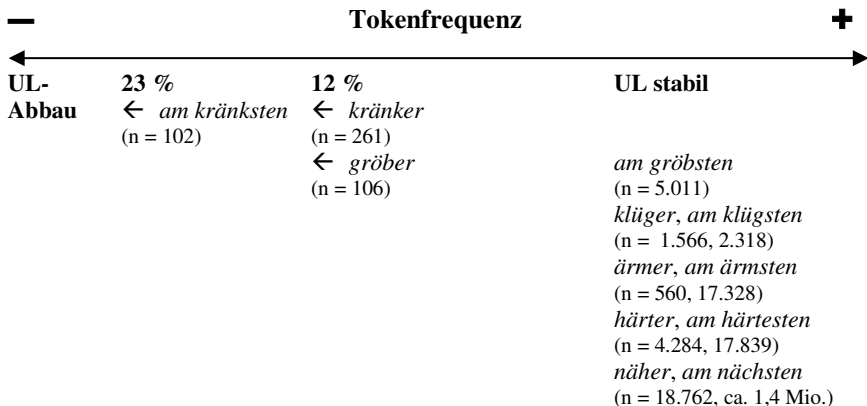 − Tokenfrequenz +
UL- 23 % 12 % UL stabil
Abbau ← am kränksten ← kränker
(n = 102) (n = 261)
← gröber am gröbsten
(n = 106) (n = 5.011)
klüger, am klügsten
(n = 1.566, 2.318)
ärmer, am ärmsten
(n = 560, 17.328)
härter, am härtesten
(n = 4.284, 17.839)
näher, am nächsten
(n = 18.762, ca. 1,4 Mio.)